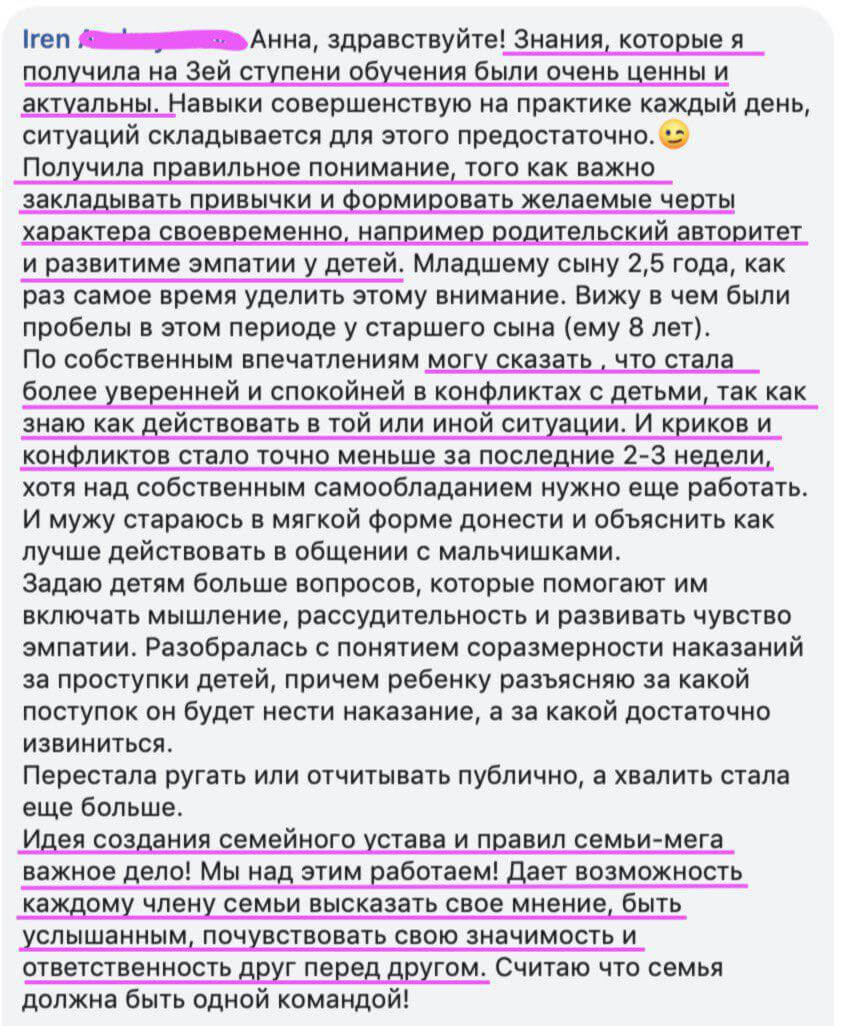 Iren Анна, здравствуйте! Знания, которые я
получила на 3ей ступени обучения были очень ценны и
актуальны. Навыки совершенствую на практике каждый день,
ситуаций складывается для этого предостаточно.😉
Получила правильное понимание, того как важно
закладывать привычки и формировать желаемые черты
характера своевременно, например родительский авторитет
и развитиме эмпатии у детей. Младшему сыну 2,5 года, как
раз самое время уделить этому внимание. Вижу в чем были
пробелы в этом периоде у старшего сына (ему 8 лет).
По собственным впечатлениям могу сказать , что стала
более уверенней и спокойней в конфликтах с детьми, так как
знаю как действовать в той или иной ситуации. И криков и
конфликтов стало точно меньше за последние 2-3 недели,
хотя над собственным самообладанием нужно еще работать.
И мужу стараюсь в мягкой форме донести и объяснить как
лучше действовать в общении с мальчишками.
Задаю детям больше вопросов, которые помогают им
включать мышление, рассудительность и развивать чувство
эмпатии. Разобралась с понятием соразмерности наказаний
за проступки детей, причем ребенку разъясняю за какой
поступок он будет нести наказание, а за какой достаточно
извиниться.
Перестала ругать или отчитывать публично, а хвалить стала
еще больше.
Идея создания семейного устава и правил семьи-мега
важное дело! Мы над этим работаем! Дает возможность
каждому члену семьи высказать свое мнение, быть
услышанным, почувствовать свою значимость и
ответственность друг перед другом. Считаю что семья
должна быть одной командой!